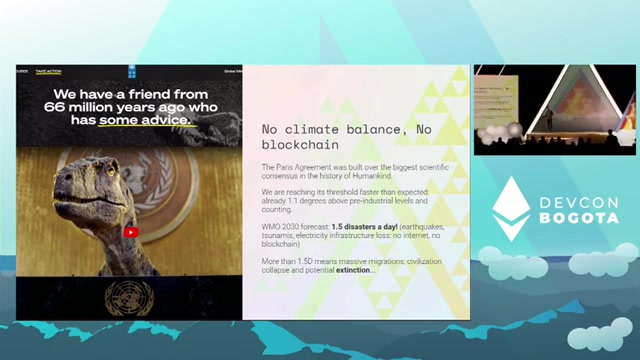 TAKE ACTION
We have a friend from
66 million years ago who
has some advice.
No climate balance, No
blockchain
The Paris Agreement was built over the biggest scientific
consensus in the history of Humankind.
We are reaching its threshold faster than expected:
already 1.1 degrees above pre-industrial levels and
counting.
WMO 2030 forecast: 1.5 disasters a day! (earthquakes,
tsunamis, electricity infrastructure loss: no internet, no
blockchain)
More than 1.5D means massive migrations, civilization
collapse and potential extinction...
DEVCON
BOGOTA